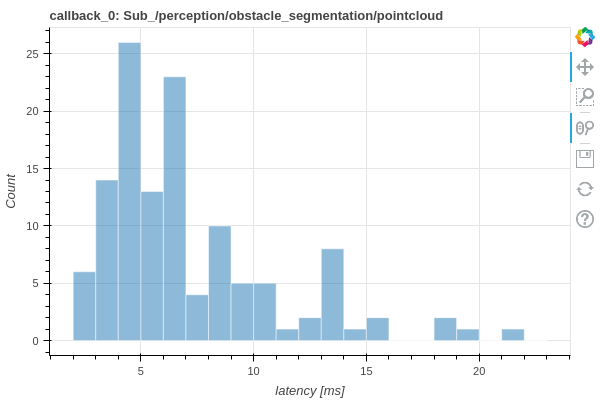 callback_0: Sub_/perception/obstacle_segmentation/pointcloud
25
20
15
10
5
0
Count
5 10 15 20
latency [ms]